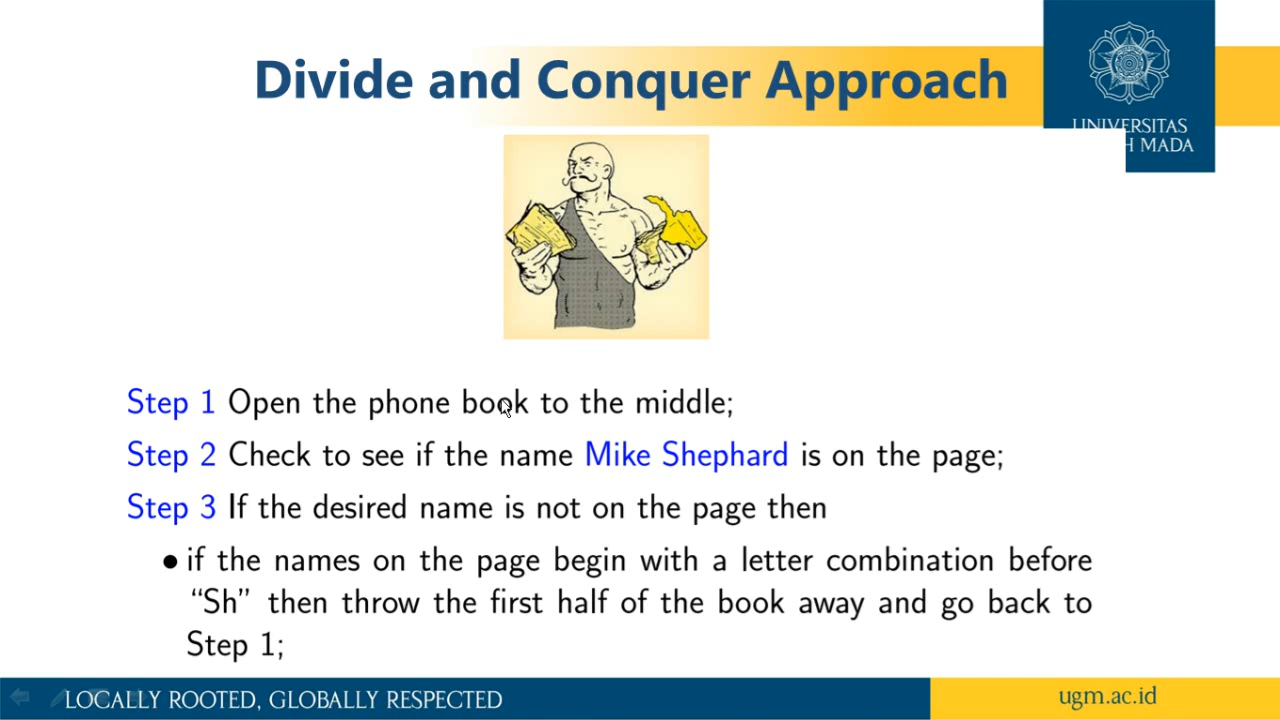 Divide and Conquer Approach
UNIVERSITAS
H MADA
Step 1 Open the phone book to the middle;
Step 2 Check to see if the name Mike Shephard is on the page;
Step 3 If the desired name is not on the page then
• if the names on the page begin with a letter combination before
“Sh” then throw the first half of the book away and go back to
Step 1;
LOCALLY ROOTED, GLOBALLY RESPECTED
ugm.ac.id